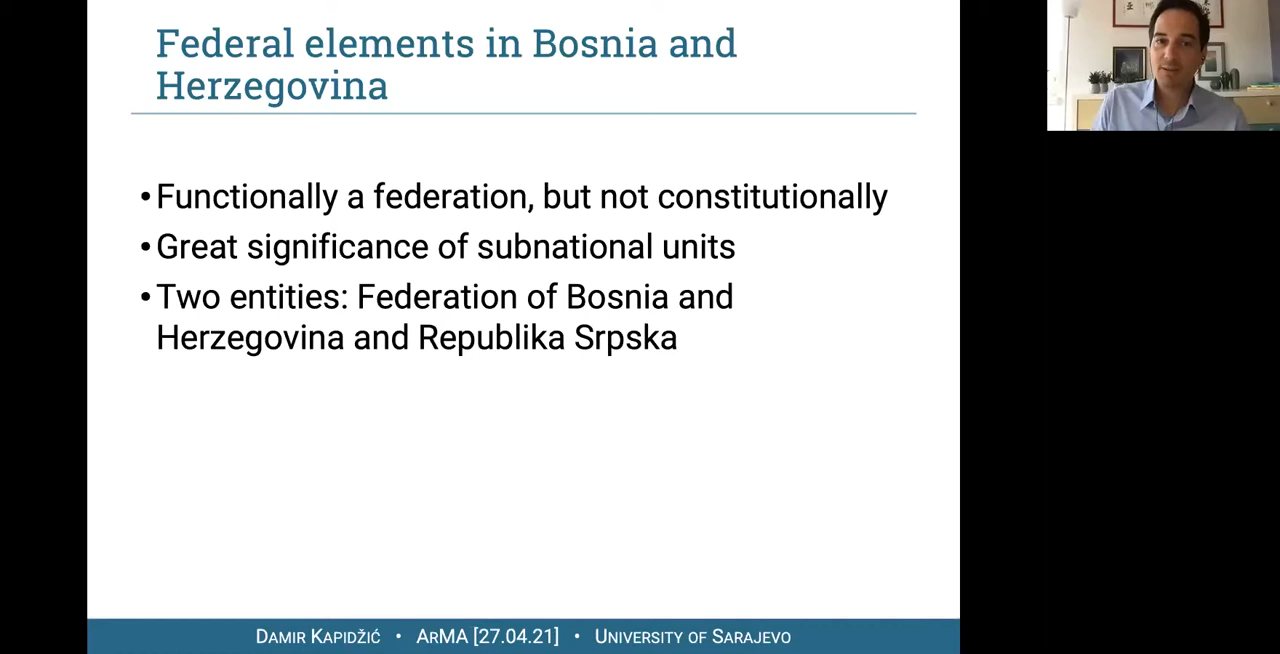 Federal elements in Bosnia and
Herzegovina
•Functionally a federation, but not constitutionally
•Great significance of subnational units
•Two entities: Federation of Bosnia and
Herzegovina and Republika Srpska
Damir Kapidžić • ArMA [27.04.21] • University of Sarajevo